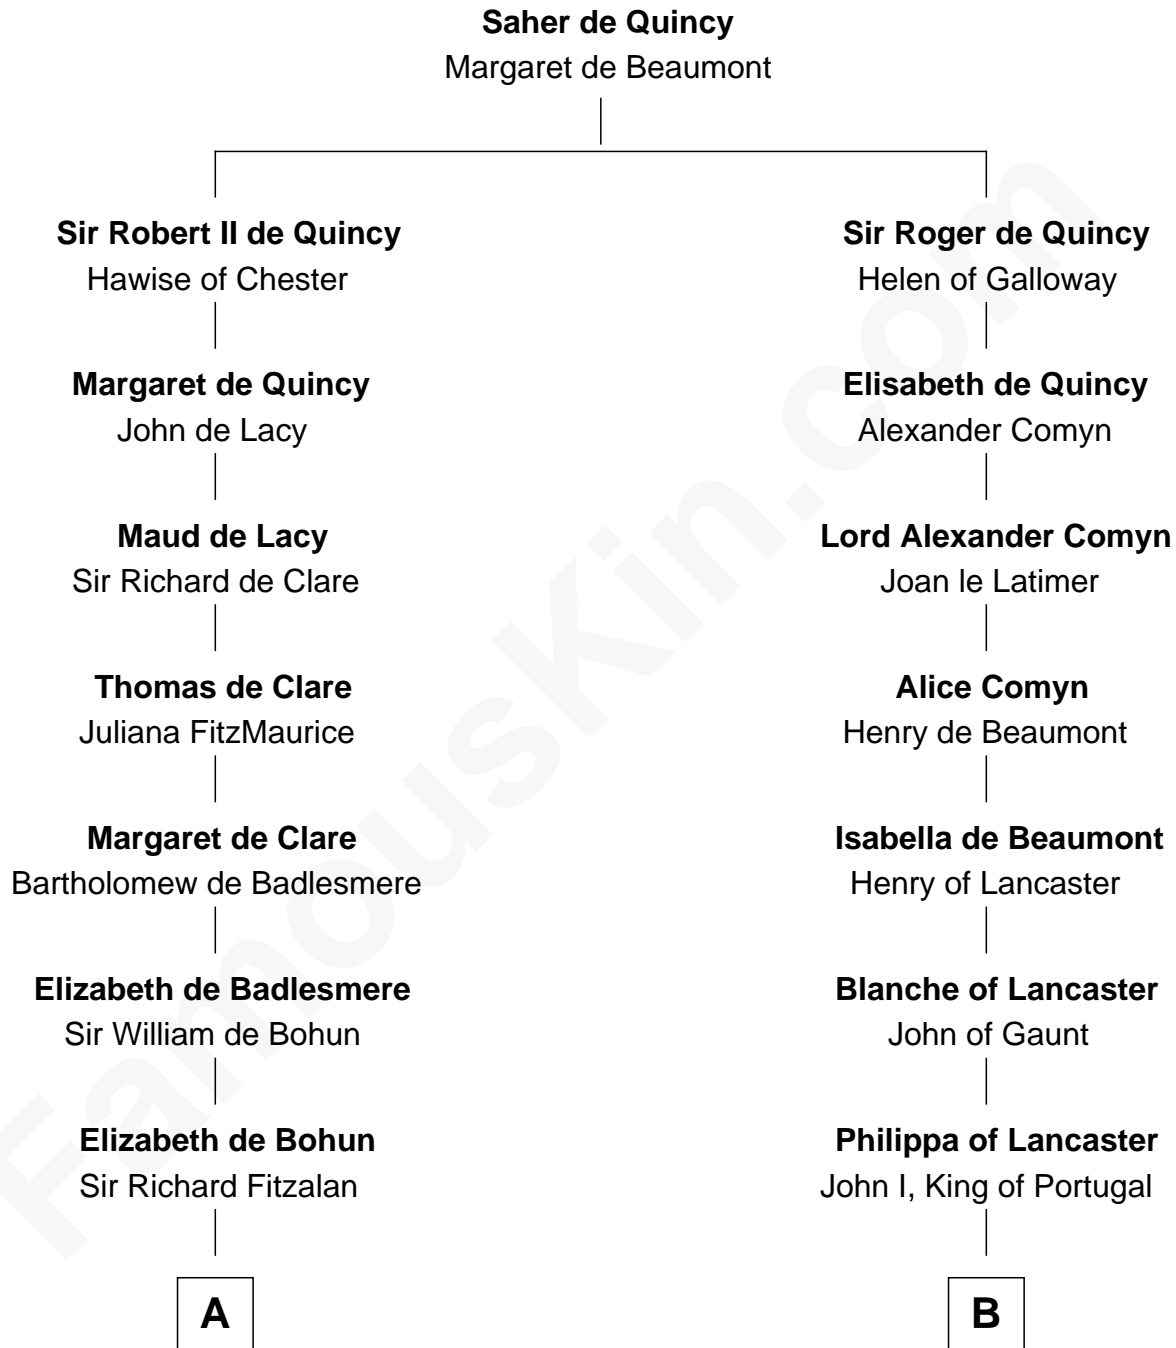 Saher de Quincy
Margaret de Beaumont
Sir Robert II de Quincy
Hawise of Chester
Sir Roger de Quincy
Helen of Galloway
Margaret de Quincy
John de Lacy
Elisabeth de Quincy
Alexander Comyn
Maud de Lacy
Sir Richard de Clare
Lord Alexander Comyn
Joan le Latimer
Thomas de Clare
Juliana FitzMaurice
Alice Comyn
Henry de Beaumont
Margaret de Clare
Bartholomew de Badlesmere
Isabella de Beaumont
Henry of Lancaster
Elizabeth de Badlesmere
Sir William de Bohun
Blanche of Lancaster
John of Gaunt
Elizabeth de Bohun
Sir Richard Fitzalan
Philippa of Lancaster
John I, King of Portugal
A
B
FamousKin.com